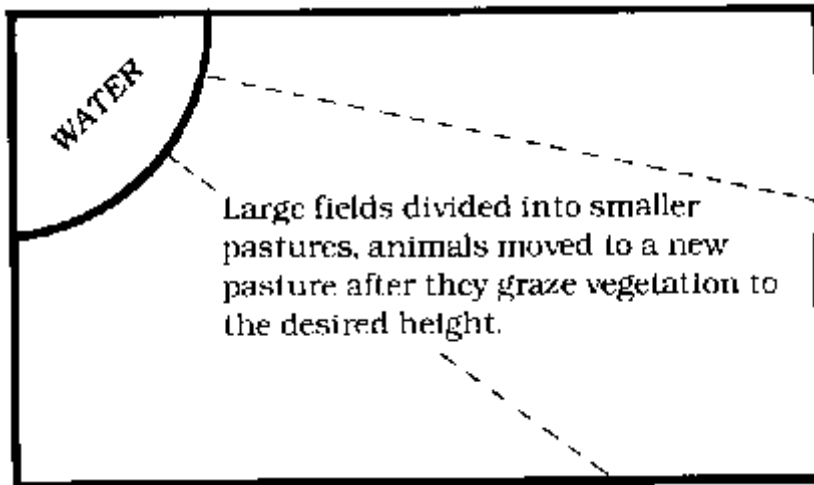 WATER
Large fields divided into smaller
pastures, animals moved to a new
pasture after they graze vegetation to
the desired height.